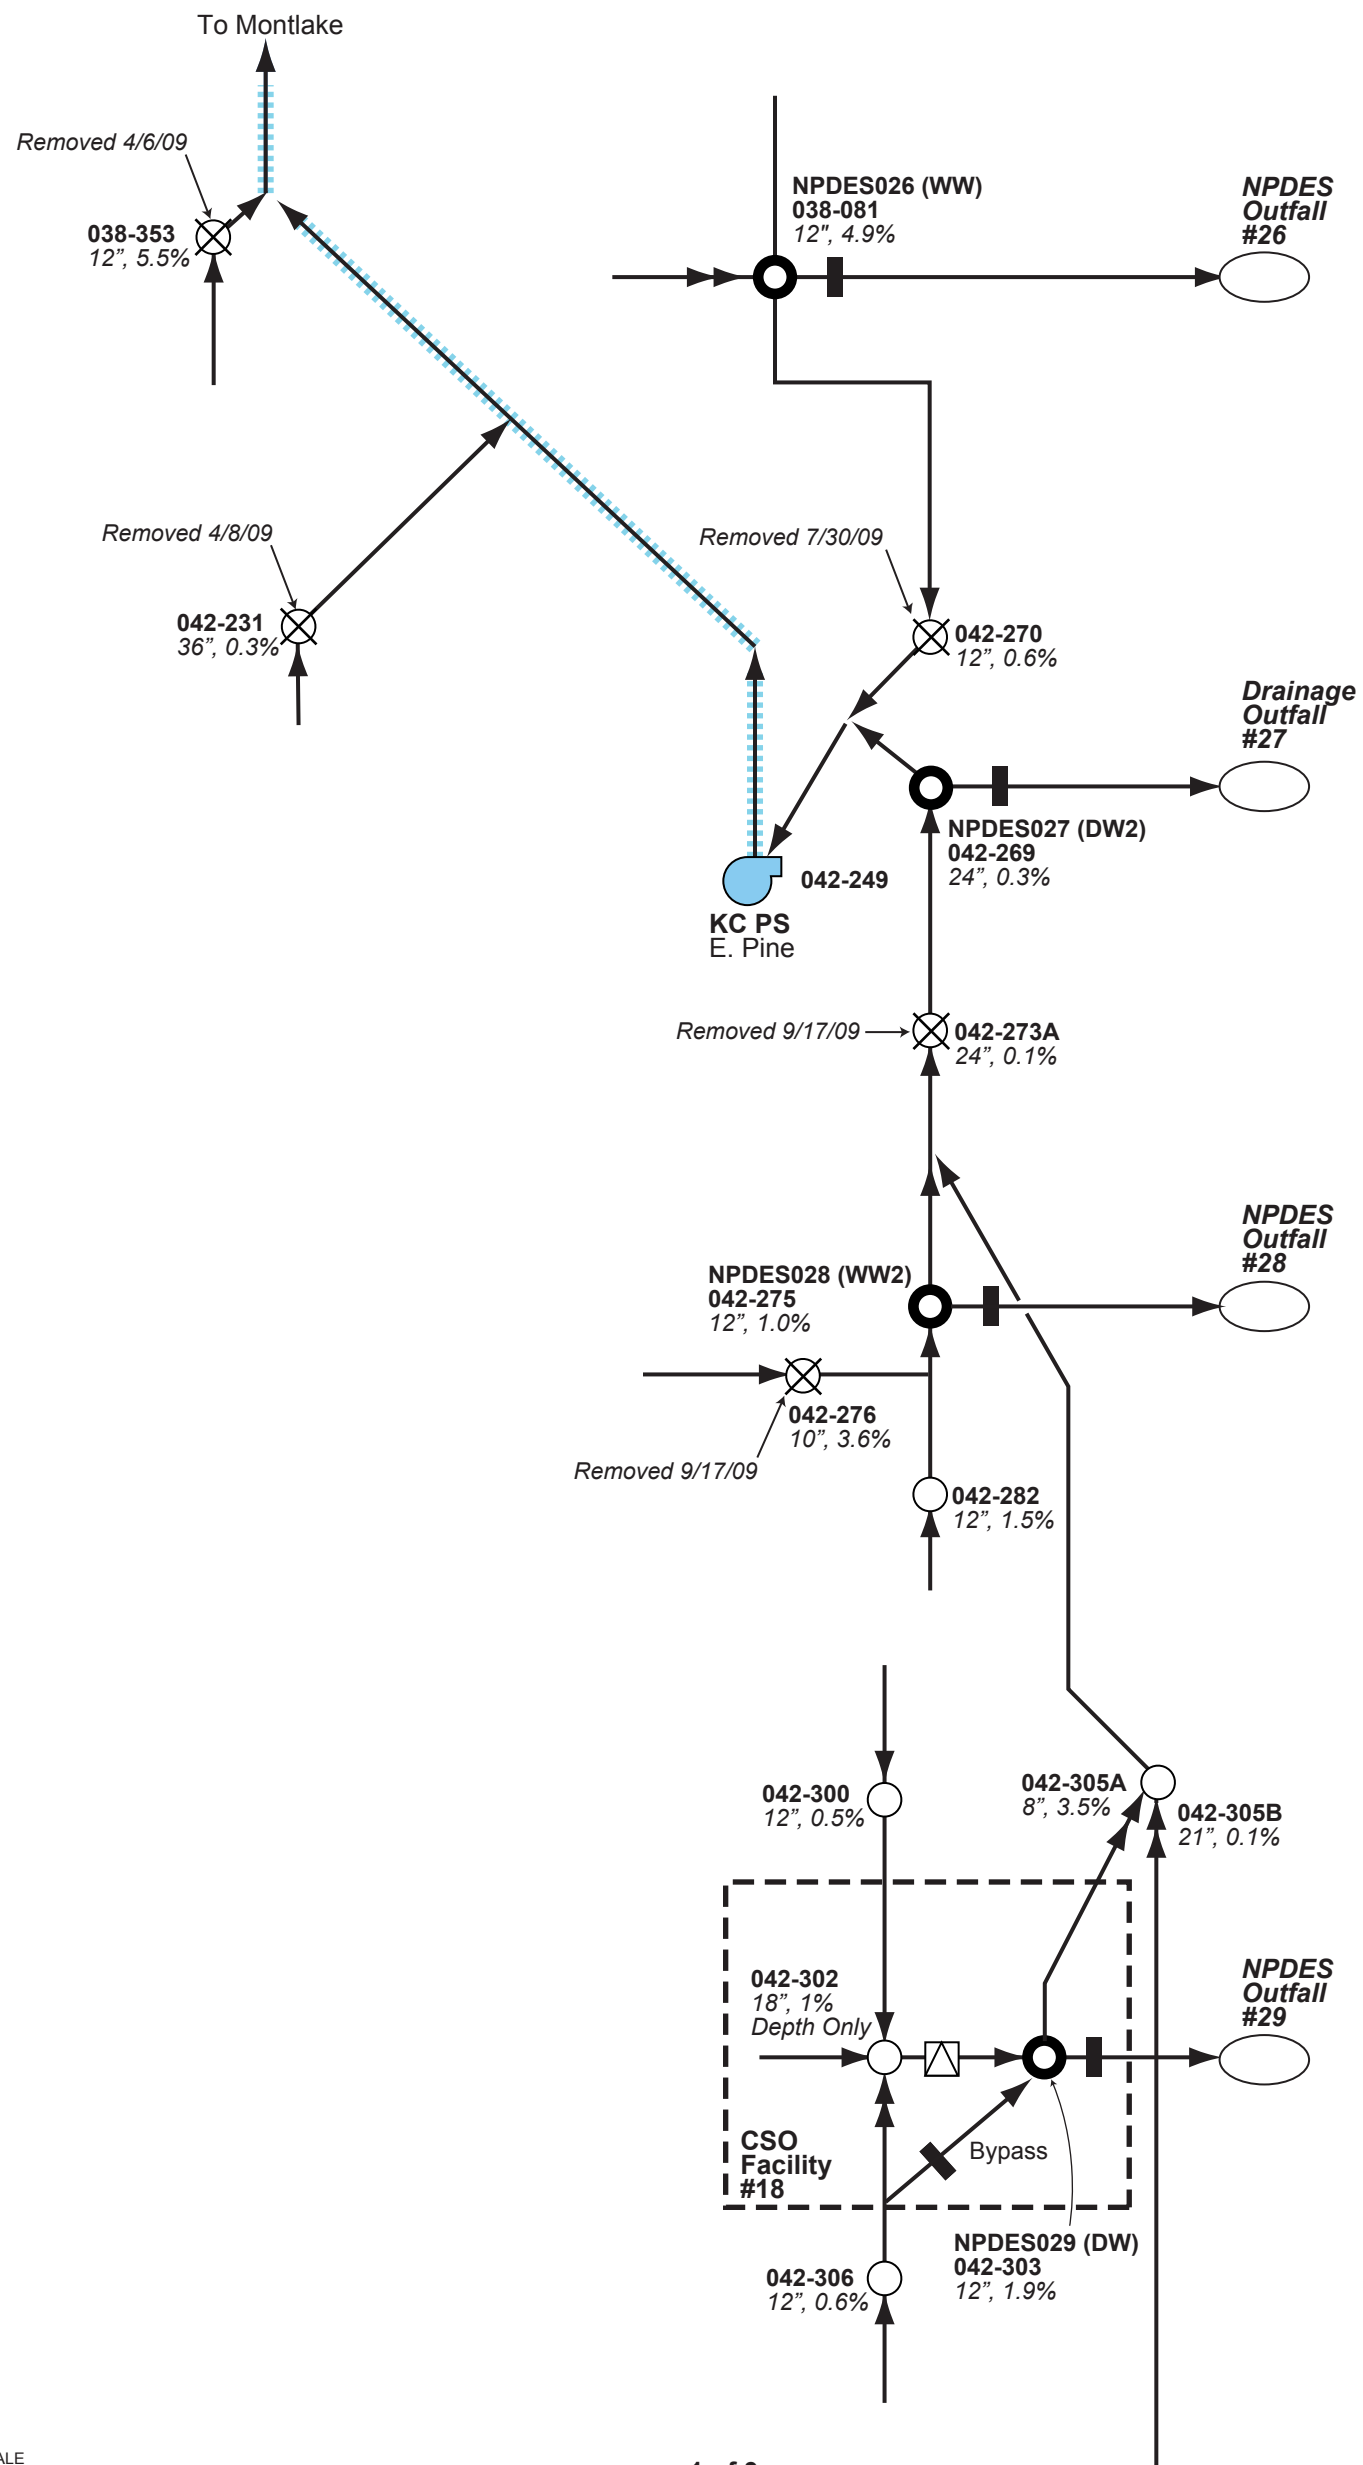 To Montlake
Removed 4/6/09
038-353
12”, 5.5%
NPDES026 (WW)
038-081
12", 4.9%
NPDES
Outfall
#26
Removed 4/8/09
042-231
36”, 0.3%
Removed 7/30/09
042-270
12”, 0.6%
Drainage
Outfall
#27
NPDES027 (DW2)
042-269
24”, 0.3%
042-249
KC PS
E. Pine
Removed 9/17/09
042-273A
24”, 0.1%
NPDES
Outfall
#28
NPDES028 (WW2)
042-275
12”, 1.0%
042-276
10”, 3.6%
Removed 9/17/09
042-282
12”, 1.5%
042-300
12”, 0.5%
042-305A
8”, 3.5%
042-305B
21”, 0.1%
042-302
18”, 1%
Depth Only
NPDES
Outfall
#29
CSO
Facility
#18
Bypass
NPDES029 (DW)
042-303
12”, 1.9%
042-306
12”, 0.6%